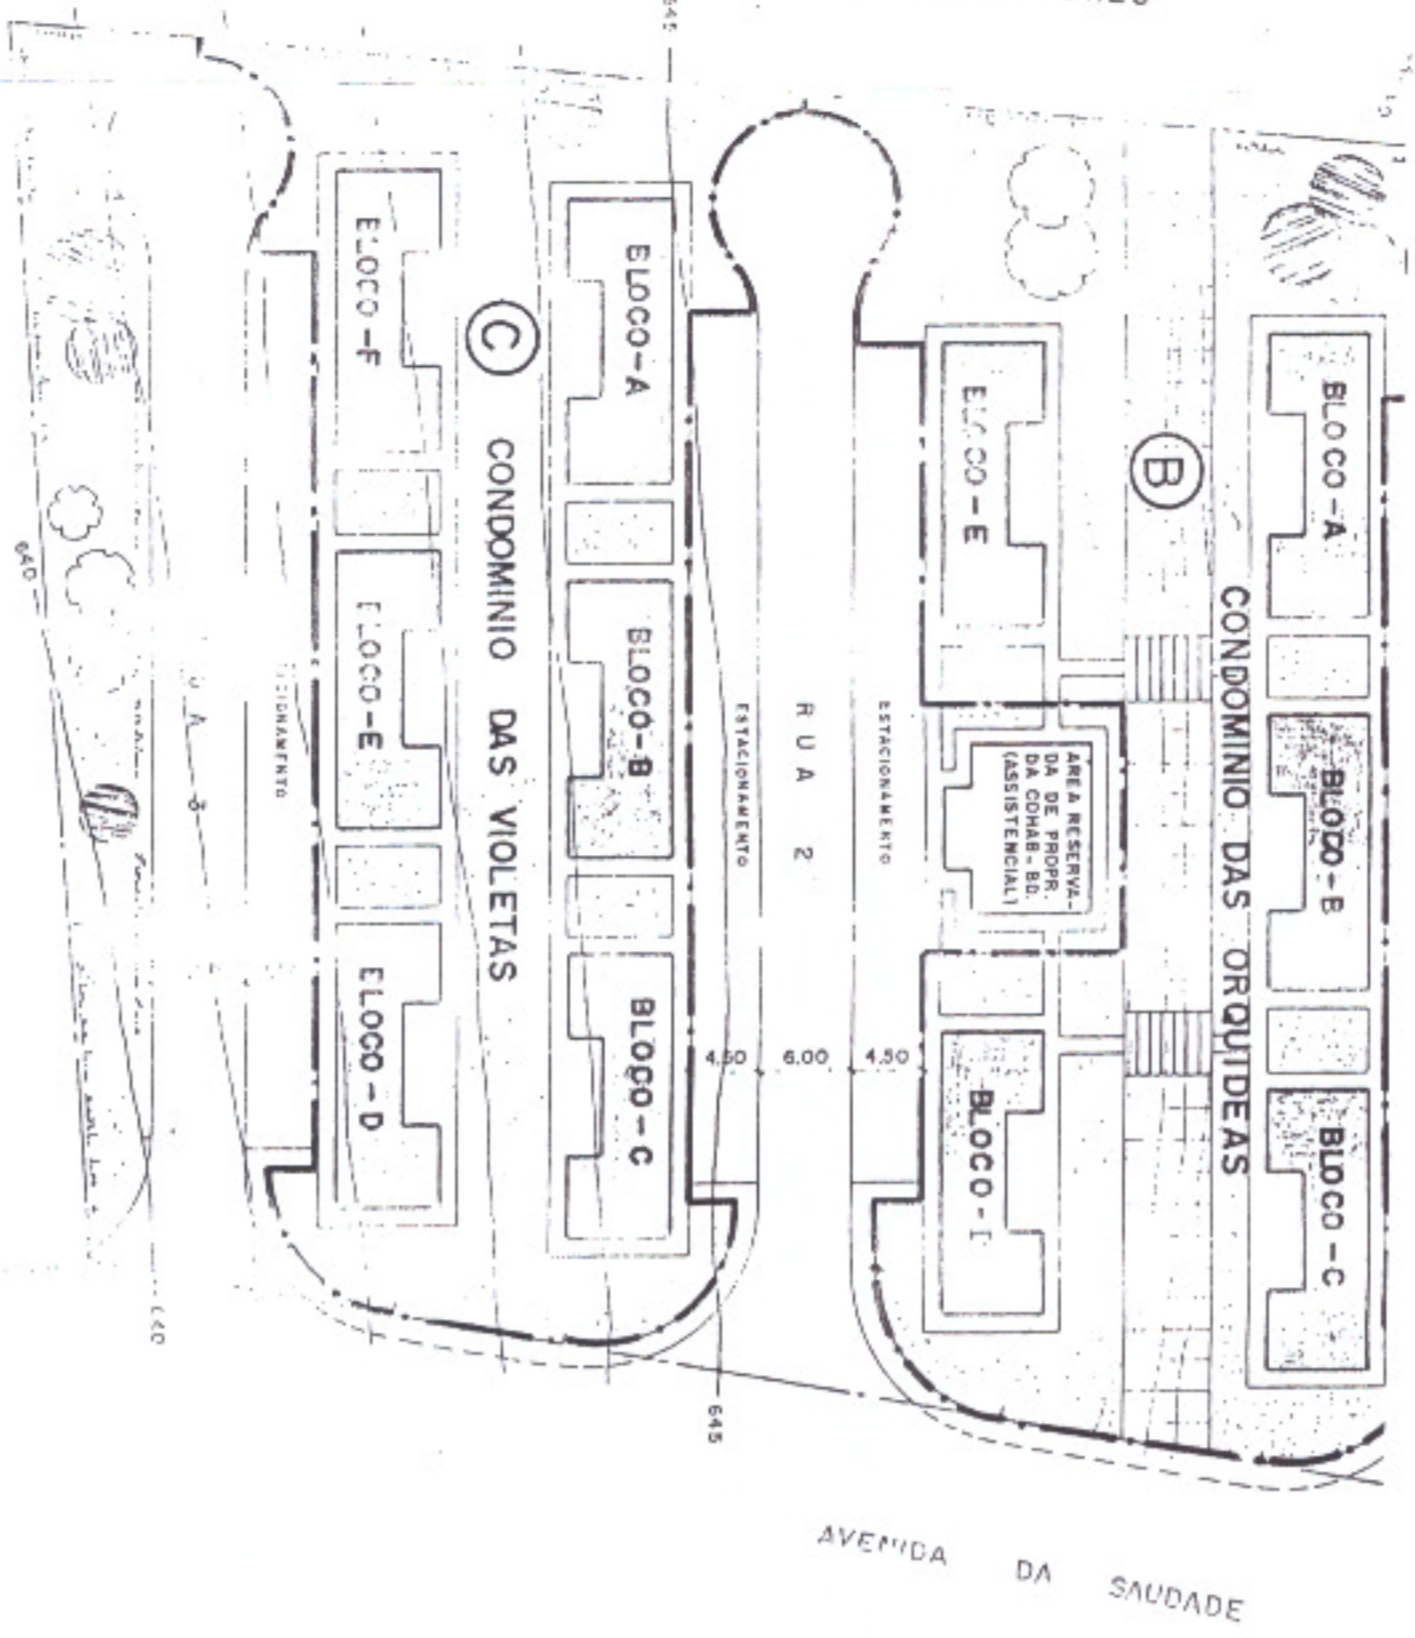 645
BLOCO-F
BLOCO-A
C
CONDOMINIO DAS VIOLETAS
BLOCO-E
BLOCO-B
BLOCO-D
BLOCO-C
640
RUA 2
ESTACIONAMENTO
ESTACIONAMENTO
4.50 6.00 4.50
BLOCO-E
B
CONDOMINIO DAS ORQUIDEAS
BLOCO-A
BLOCO-B
BLOCO-C
AREA RESERVA-
DA DE PROPR.
DA COHAB-BD.
(ASSISTENCIAL)
645
AVENIDA DA SAUDADE